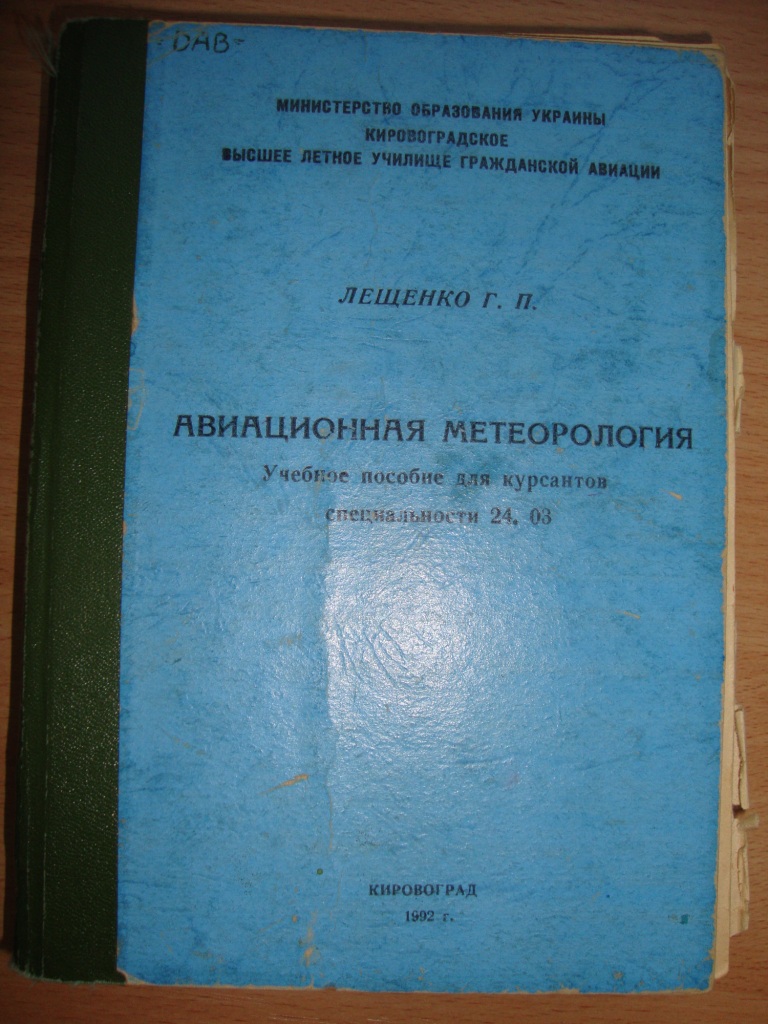 DAB
МИНИСТЕРСТВО ОБРАЗОВАНИЯ УКРАИНЫ
КИРОВОГРАДСКОЕ
ВЫСШЕЕ ЛЕТНОЕ УЧИЛИЩЕ ГРАЖДАНСКОЙ АВИАЦИИ
ЛЕЩЕНКО Г. П.
АВИАЦИОННАЯ МЕТЕОРОЛОГИЯ
Учебное пособие для курсантов
специальности 24. 03
КИРОВОГРАД
1992 г.